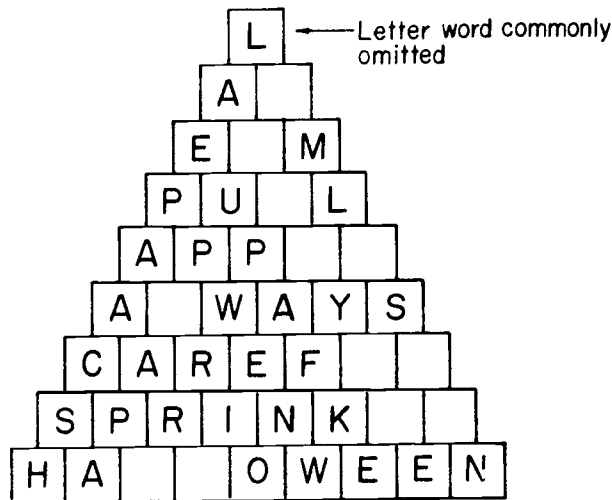 L
Letter word commonly
omitted
A
E M
P U L
A P P
A W A Y S
C A R E F
S P R I N K
H A O W E E N